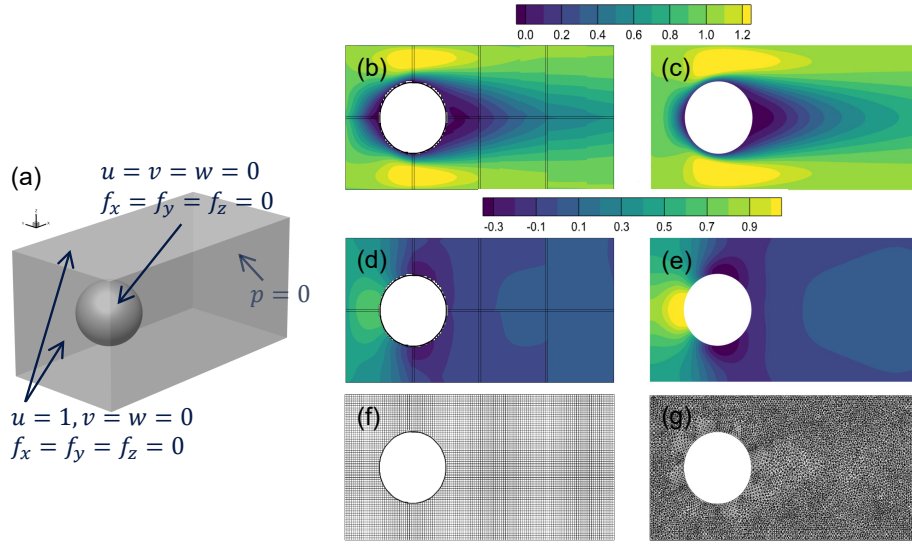 (a)
u = v = w = 0
f_x = f_y = f_z = 0
p = 0
u = 1, v = w = 0
f_x = f_y = f_z = 0
0.0 0.2 0.4 0.6 0.8 1.0 1.2
(b)
(c)
-0.3 -0.1 0.1 0.3 0.5 0.7 0.9
(d)
(e)
(f)
(g)